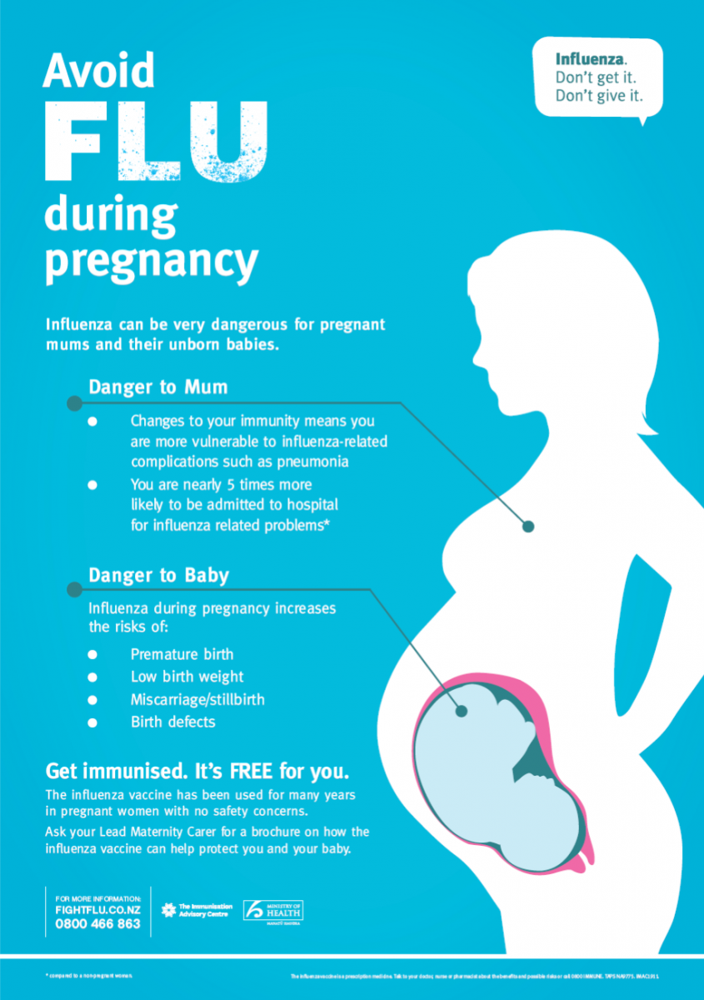 Avoid
FLU
during
pregnancy
Influenza.
Don't get it.
Don't give it.
Influenza can be very dangerous for pregnant
mums and their unborn babies.
Danger to Mum
Changes to your immunity means you
are more vulnerable to influenza-related
complications such as pneumonia
You are nearly 5 times more
likely to be admitted to hospital
for influenza related problems*
Danger to Baby
Influenza during pregnancy increases
the risks of:
Premature birth
Low birth weight
Miscarriage/stillbirth
Birth defects
Get immunised. It's FREE for you.
The influenza vaccine has been used for many years
in pregnant women with no safety concerns.
Ask your Lead Maternity Carer for a brochure on how the
influenza vaccine can help protect you and your baby.
FOR MORE INFORMATION:
FIGHTFLU.CO.NZ
0800 466 863
The Immunisation
Advisory Centre
MINISTRY OF
HEALTH
MANATŪ HAUORA
* compared to a non-pregnant woman.
The influenza vaccine is a prescription medicine. Talk to your doctor, nurse or pharmacist about the benefits and possible risks or call 0800 IMMUNE.